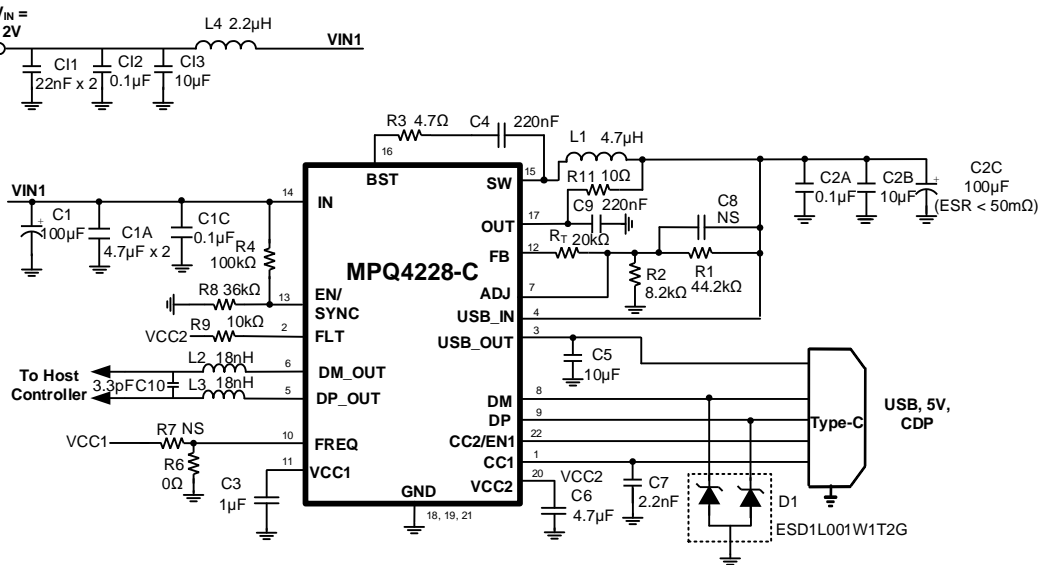 V_IN =
2V
L4 2.2µH
VIN1
CI1
22nF x 2
CI2
0.1µF
CI3
10µF
R3 4.7Ω
C4
220nF
16
BST
15
SW
L1
4.7µH
R11 10Ω
C9
220nF
17
OUT
C8
NS
C2A
0.1µF
C2B
10µF
C2C
100µF
(ESR < 50mΩ)
VIN1
14
IN
C1
100µF
C1A
4.7µF x 2
C1C
0.1µF
R4
100kΩ
MPQ4228-C
12
FB
R_T 20kΩ
R2
8.2kΩ
R1
44.2kΩ
7
ADJ
R8 36kΩ
13
EN/
SYNC
4
USB_IN
VCC2
R9
10kΩ
2
FLT
3
USB_OUT
C5
10µF
To Host
Controller
L2 18nH
6
DM_OUT
3.3pF C10
L3 18nH
5
DP_OUT
8
DM
9
DP
22
CC2/EN1
1
CC1
Type-C
USB, 5V,
CDP
VCC1
R7 NS
10
FREQ
R6
0Ω
11
VCC1
C3
1µF
20
VCC2
VCC2
C6
4.7µF
C7
2.2nF
D1
ESD1L001W1T2G
GND
18, 19, 21